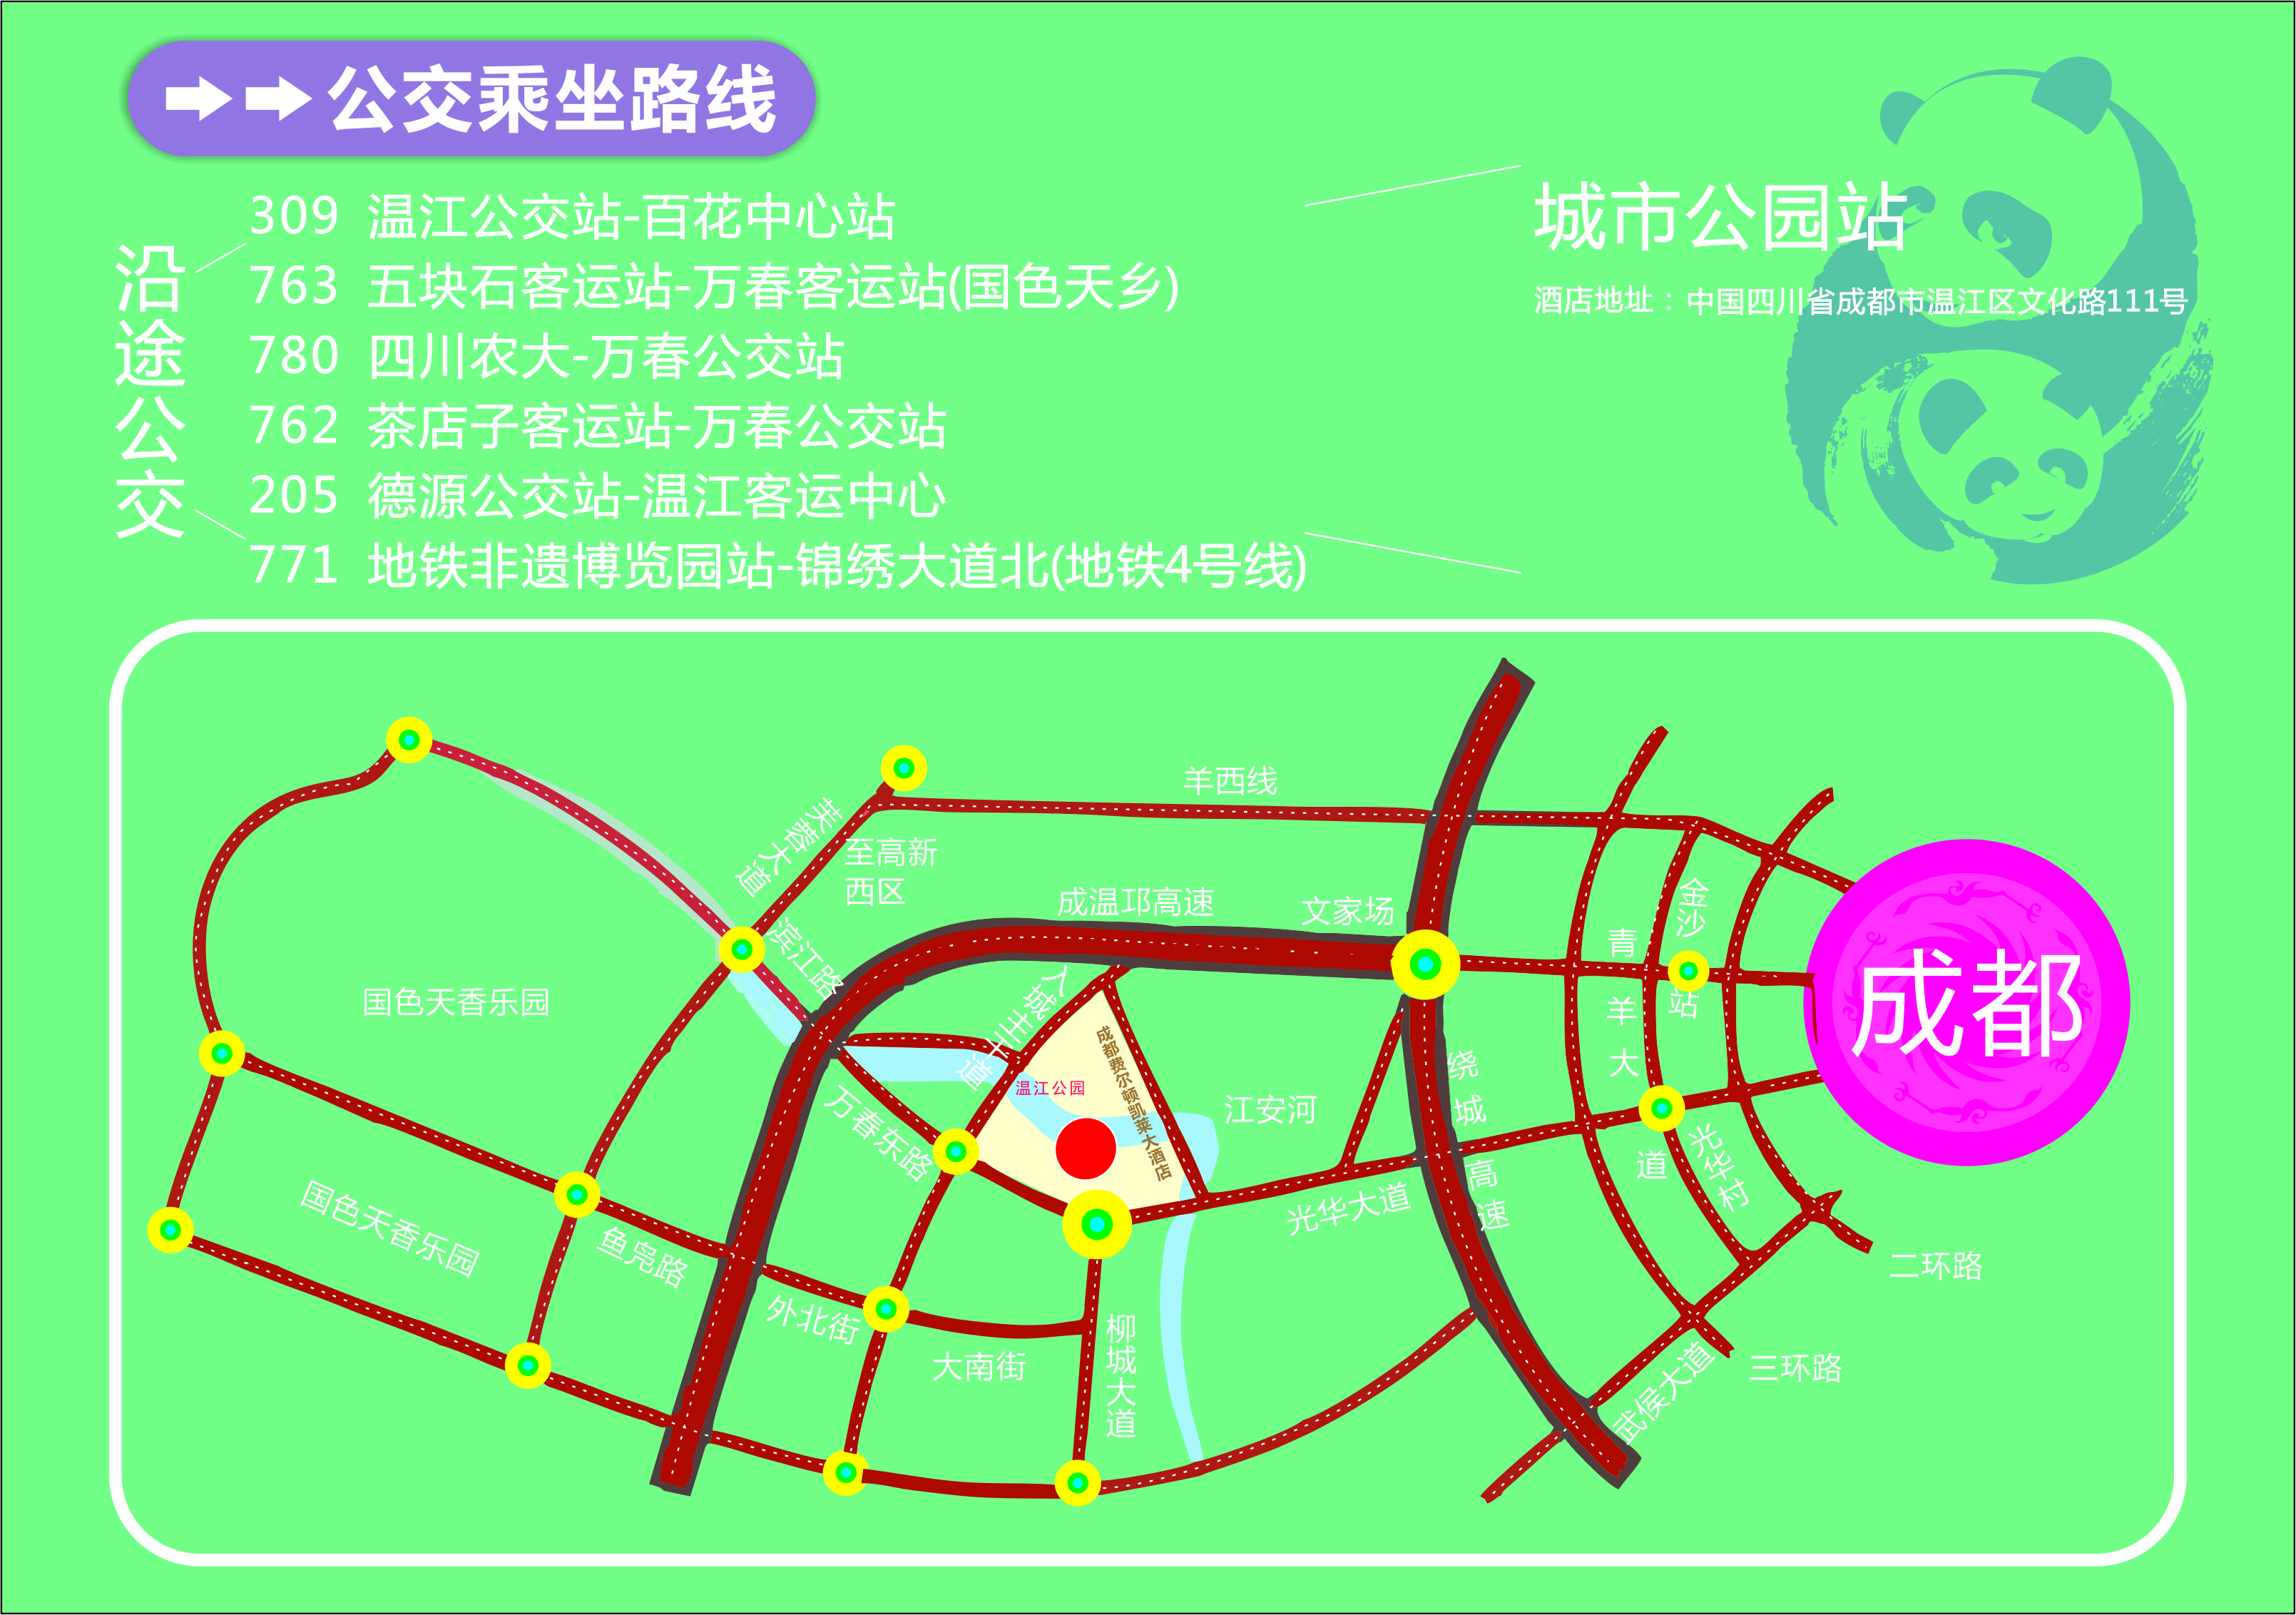 公交乘坐路线
沿途公交
309 温江公交站-百花中心站
763 五块石客运站-万春客运站(国色天乡)
780 四川农大-万春公交站
762 茶店子客运站-万春公交站
205 德源公交站-温江客运中心
771 地铁非遗博览园站-锦绣大道北(地铁4号线)
城市公园站
酒店地址：中国四川省成都市温江区文化路111号
羊西线
芙蓉大道
至高新
西区
成温邛高速
文家场
金沙站
青羊大道
滨江路
入城主干道
国色天香乐园
成都
成都费尔顿凯莱大酒店
温江公园
江安河
绕城高速
万春东路
光华村
光华大道
国色天香乐园
鱼凫路
外北街
大南街
柳城大道
二环路
三环路
武侯大道